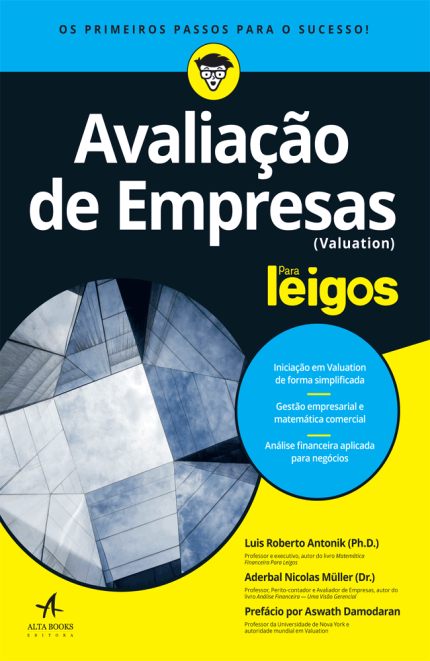 OS PRIMEIROS PASSOS PARA O SUCESSO!
Avaliação
de Empresas
(Valuation)
Para
leigos
Iniciação em Valuation
de forma simplificada
Gestão empresarial e
matemática comercial
Análise financeira aplicada
para negócios
Luis Roberto Antonik (Ph.D.)
Professor e executivo, autor do livro Matemática
Financeira Para Leigos
Aderbal Nicolas Müller (Dr.)
Professor, Perito-contador e Avaliador de Empresas, autor do
livro Análise Financeira — Uma Visão Gerencial
Prefácio por Aswath Damodaran
Professor da Universidade de Nova York e
autoridade mundial em Valuation
ALTA BOOKS
EDITORA